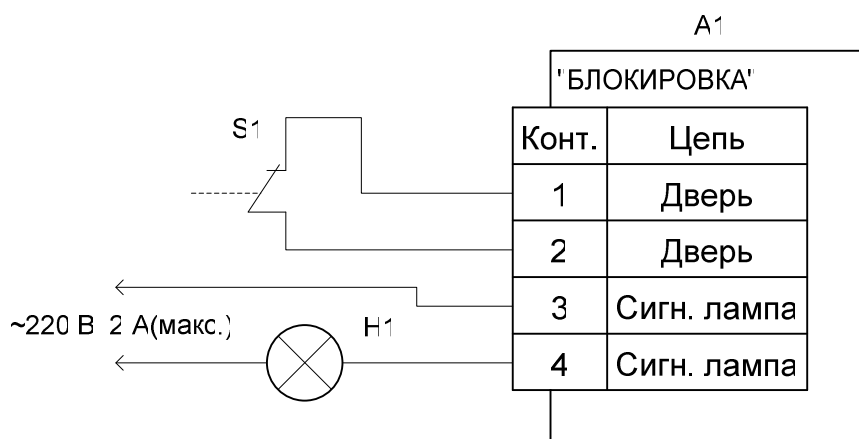 A1
"БЛОКИРОВКА"
S1
Конт. Цепь
1 Дверь
2 Дверь
3 Сигн. лампа
~220 В 2 А(макс.) H1
4 Сигн. лампа